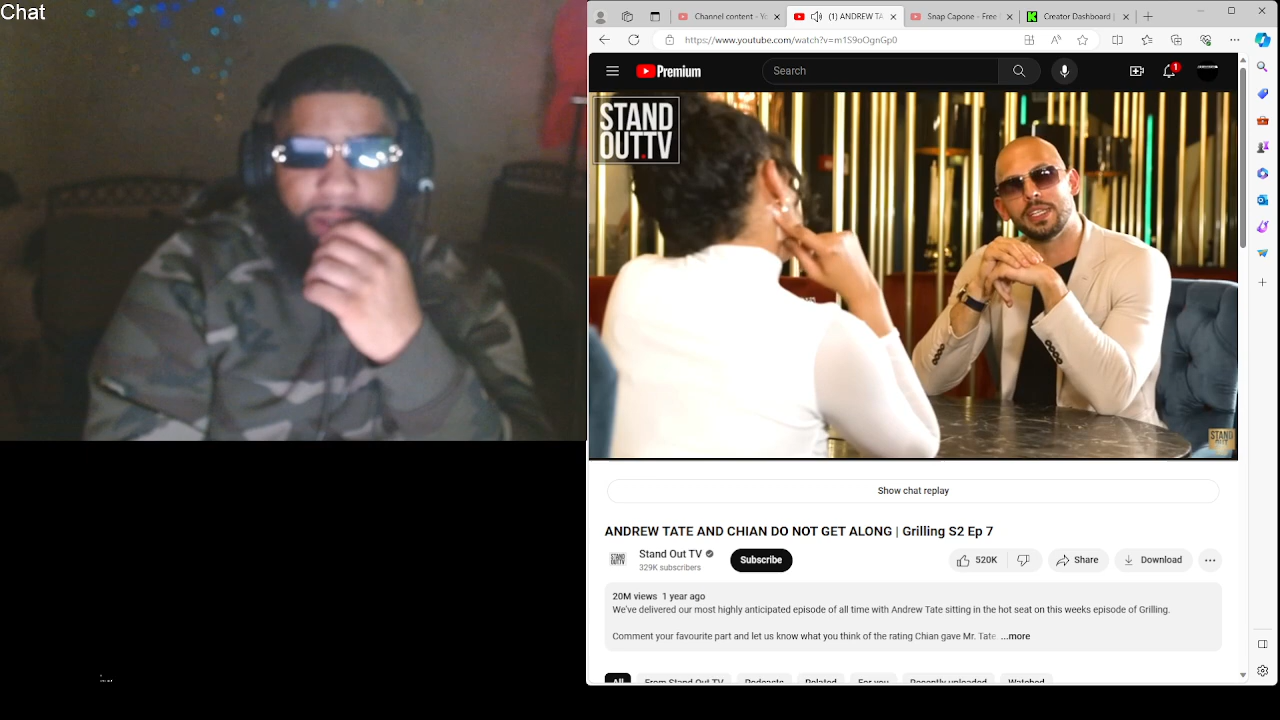 Chat
Channel content - Yo
(1) ANDREW TA
Snap Capone - Free
Creator Dashboard |
https://www.youtube.com/watch?v=m1S9oOgnGp0
Premium
Search
1
STAND
OUT.TV
STAND
Show chat replay
ANDREW TATE AND CHIAN DO NOT GET ALONG | Grilling S2 Ep 7
STAND
Stand Out TV
329K subscribers
Subscribe
520K
Share
Download
20M views 1 year ago
We've delivered our most highly anticipated episode of all time with Andrew Tate sitting in the hot seat on this weeks episode of Grilling.
Comment your favourite part and let us know what you think of the rating Chian gave Mr. Tate ...more
All
From Stand Out TV
Podcasts
Related
For you
Recently uploaded
Watched